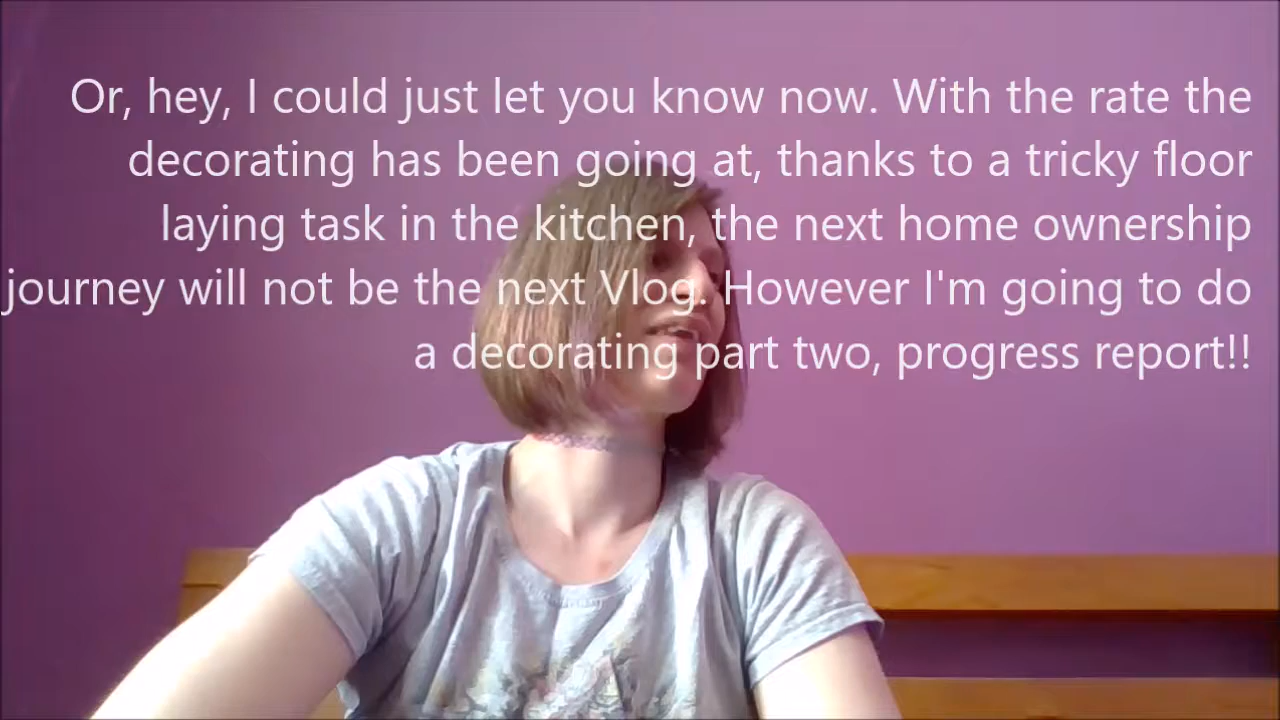 Or, hey, I could just let you know now. With the rate the
decorating has been going at, thanks to a tricky floor
laying task in the kitchen, the next home ownership
journey will not be the next Vlog. However I'm going to do
a decorating part two, progress report!!